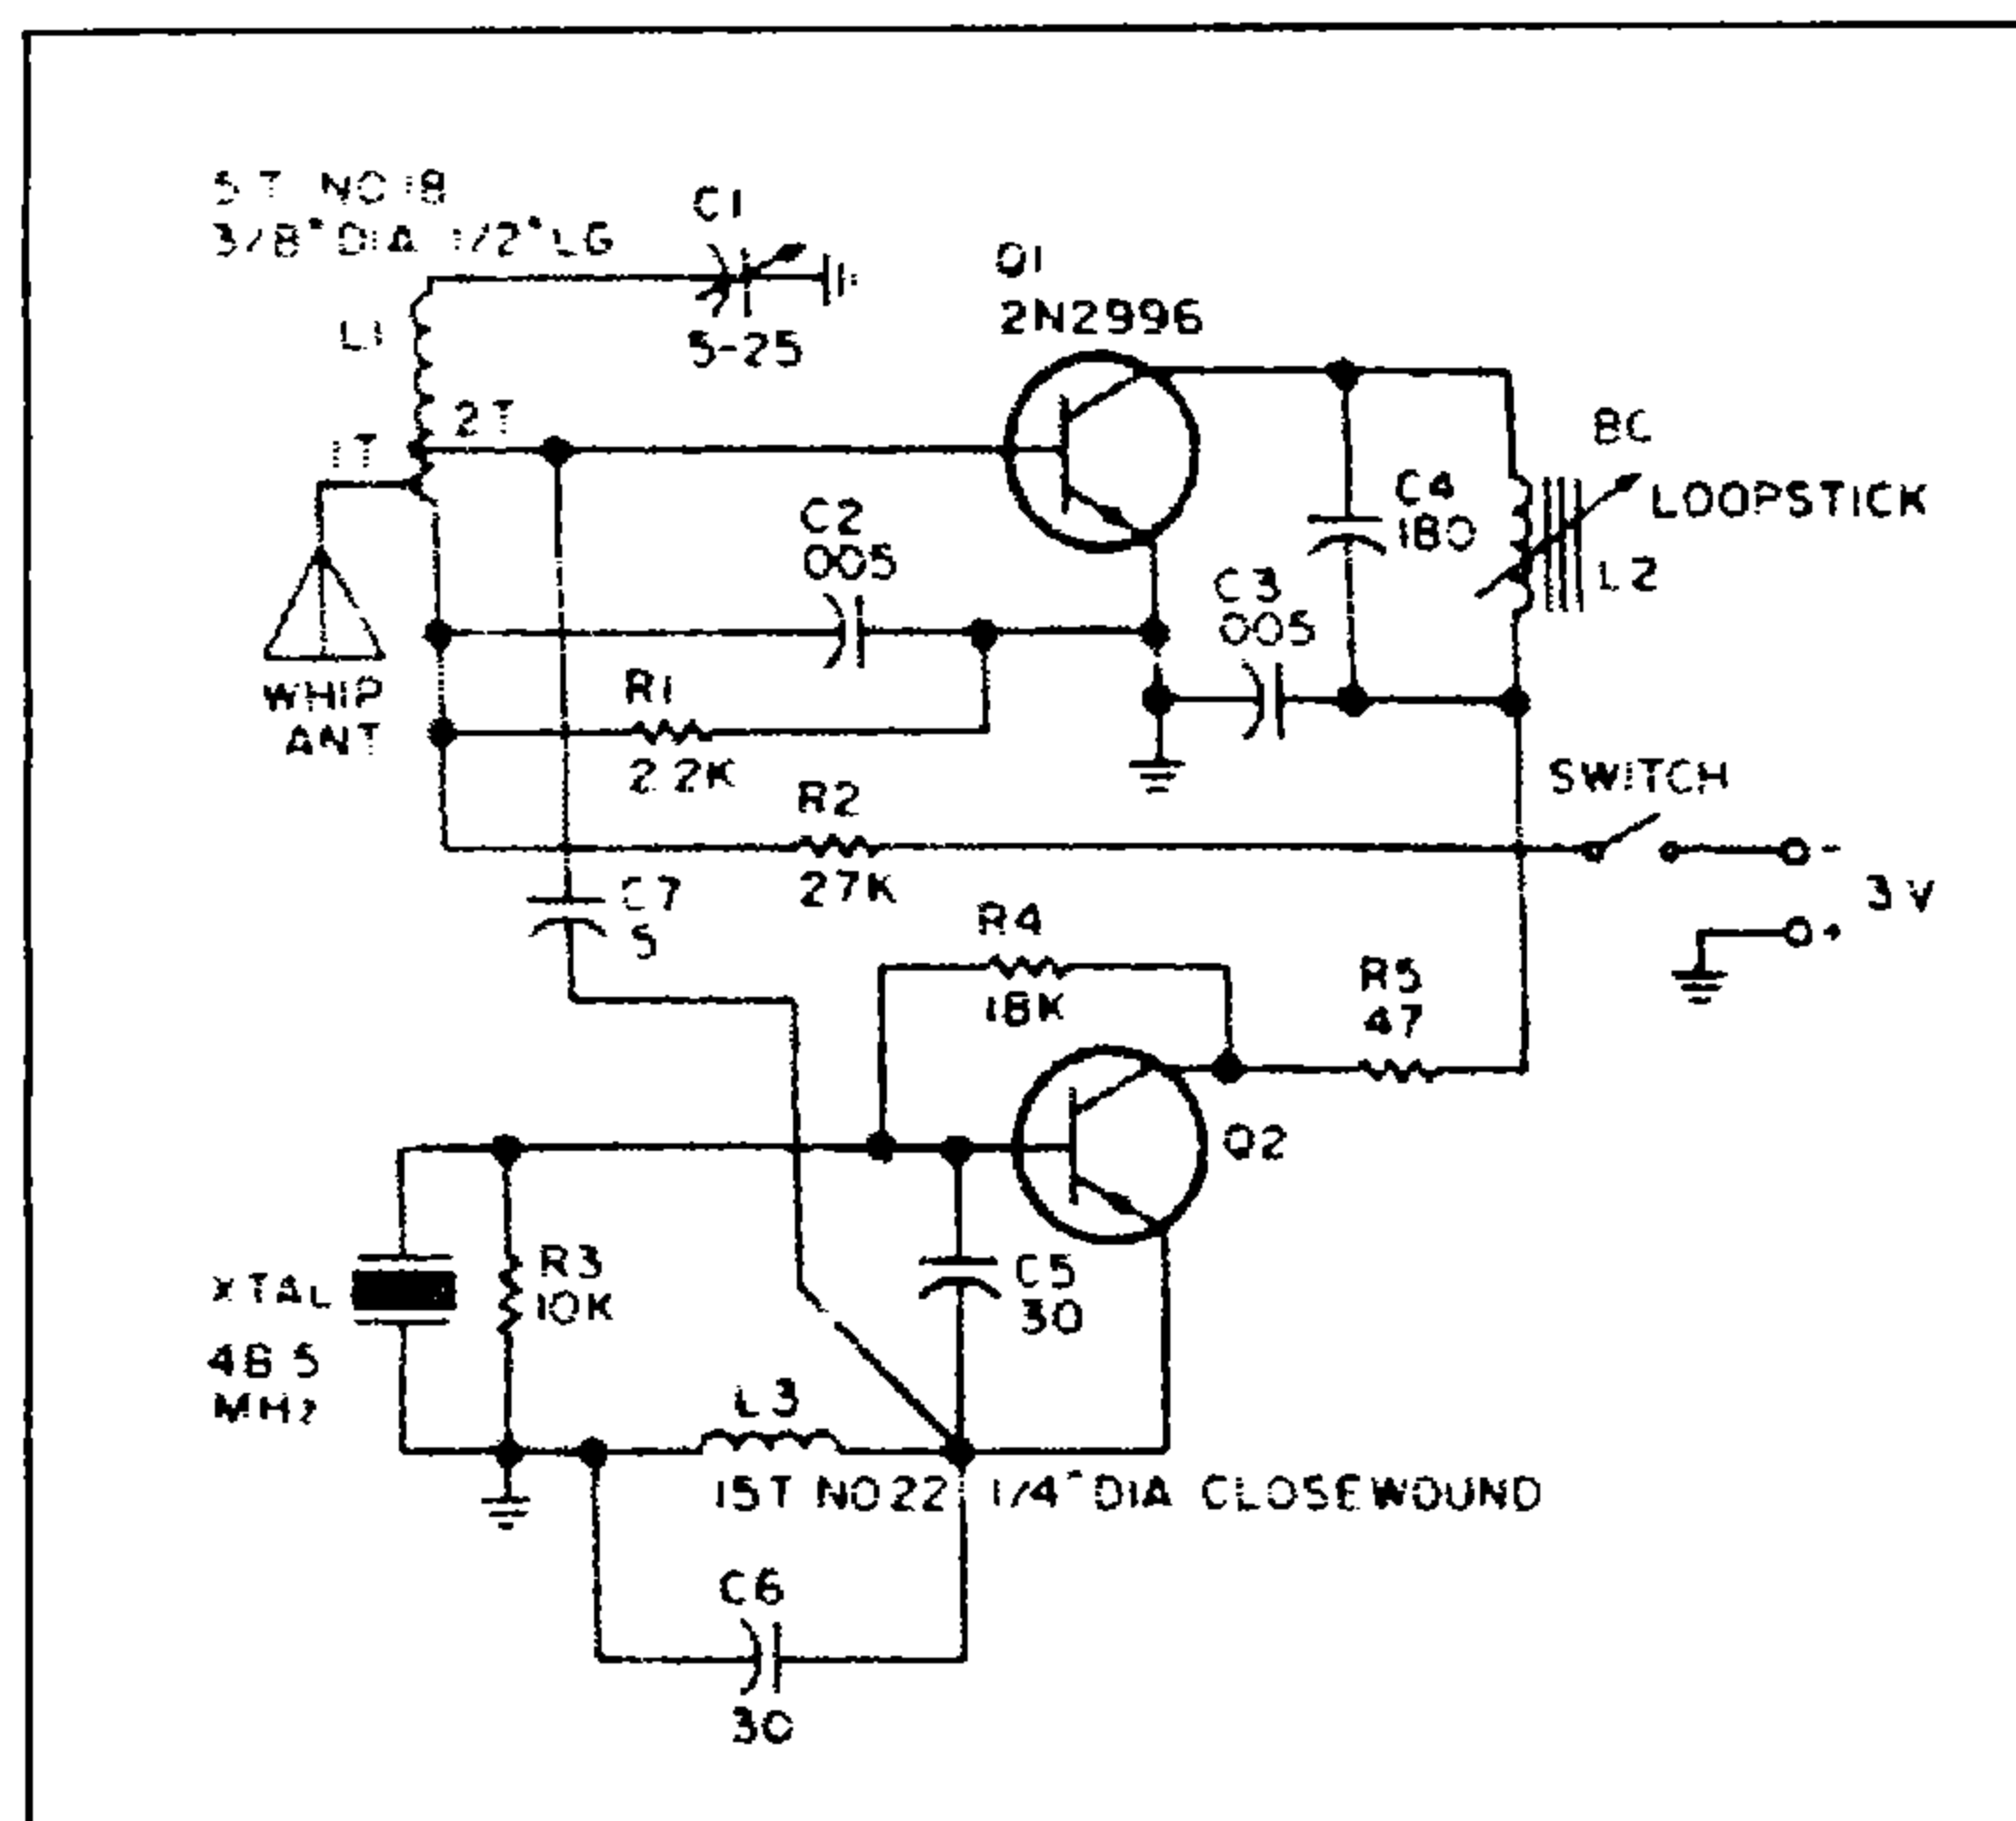 5 T NO 18
3/8" DIA 1/2" LG
C1
5-25
L1
2T
1T
WHIP
ANT
Q1
2N2996
C2
005
C3
005
C4
180
BC
LOOPSTICK
L2
R1
2 2K
R2
27K
SWITCH
-
3 V
+
C7
5
R4
18K
R5
47
Q2
XTAL
48 5
MHz
R3
10K
C5
30
L3
15T NO 22 1/4" DIA CLOSEWOUND
C6
30